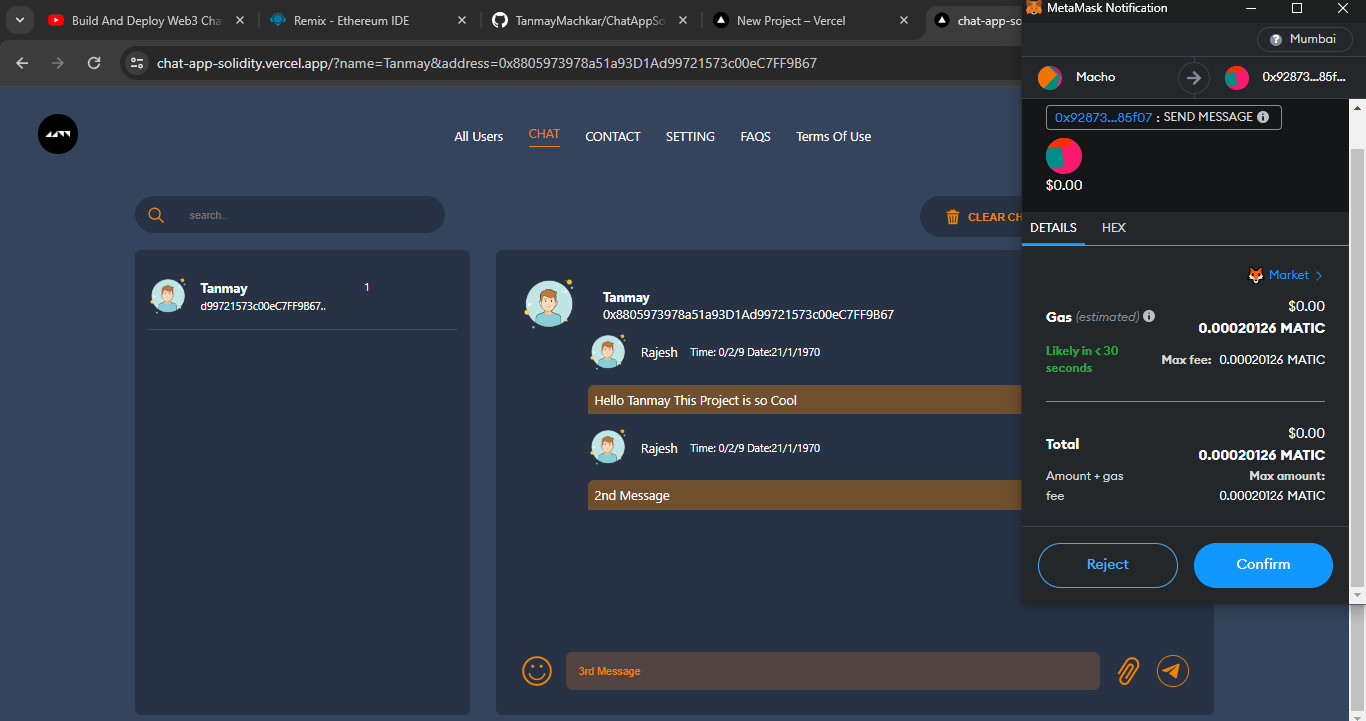 Build And Deploy Web3 Cha
Remix - Ethereum IDE
TanmayMachkar/ChatAppSo
New Project – Vercel
chat-app-so
MetaMask Notification
chat-app-solidity.vercel.app/?name=Tanmay&address=0x8805973978a51a93D1Ad99721573c00eC7FF9B67
Mumbai
Macho
0x92873...85f...
All Users
CHAT
CONTACT
SETTING
FAQS
Terms Of Use
0x92873...85f07 : SEND MESSAGE
$0.00
search..
CLEAR CH
DETAILS
HEX
Market
Tanmay
1
d99721573c00eC7FF9B67..
Tanmay
0x8805973978a51a93D1Ad99721573c00eC7FF9B67
Rajesh
Time: 0/2/9 Date:21/1/1970
Hello Tanmay This Project is so Cool
Rajesh
Time: 0/2/9 Date:21/1/1970
2nd Message
3rd Message
$0.00
Gas (estimated)
0.00020126 MATIC
Likely in < 30
seconds
Max fee: 0.00020126 MATIC
$0.00
Total
0.00020126 MATIC
Amount + gas
fee
Max amount:
0.00020126 MATIC
Reject
Confirm